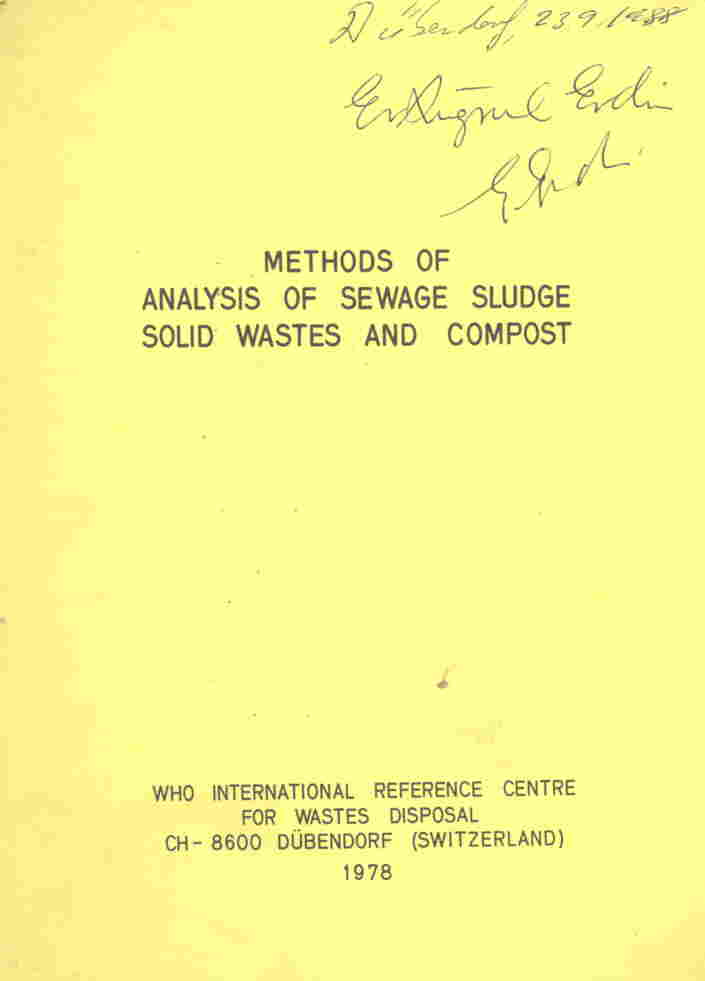 Dübendorf, 23.9.1988
Ertuğrul Erdin
METHODS OF
ANALYSIS OF SEWAGE SLUDGE
SOLID WASTES AND COMPOST
WHO INTERNATIONAL REFERENCE CENTRE
FOR WASTES DISPOSAL
CH- 8600 DÜBENDORF (SWITZERLAND)
1978